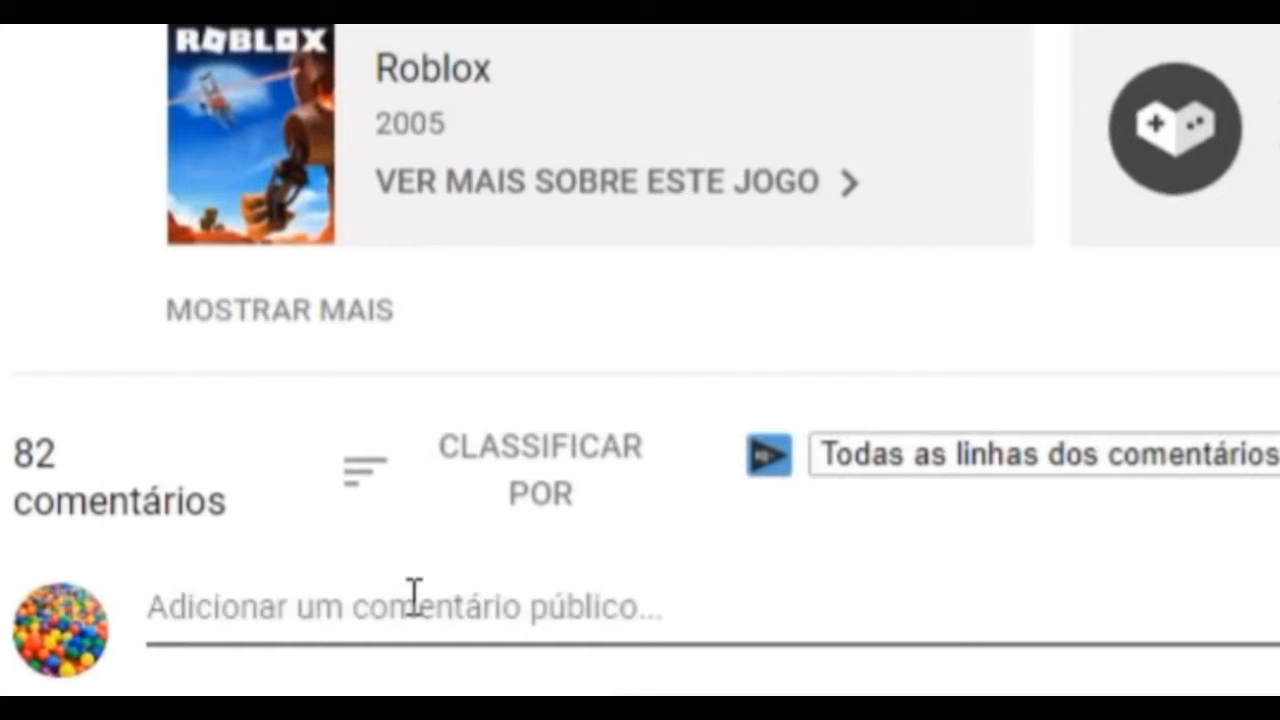 ROBLOX
Roblox
2005
VER MAIS SOBRE ESTE JOGO
MOSTRAR MAIS
82
comentários
CLASSIFICAR
POR
Todas as linhas dos comentários
Adicionar um comentário público...